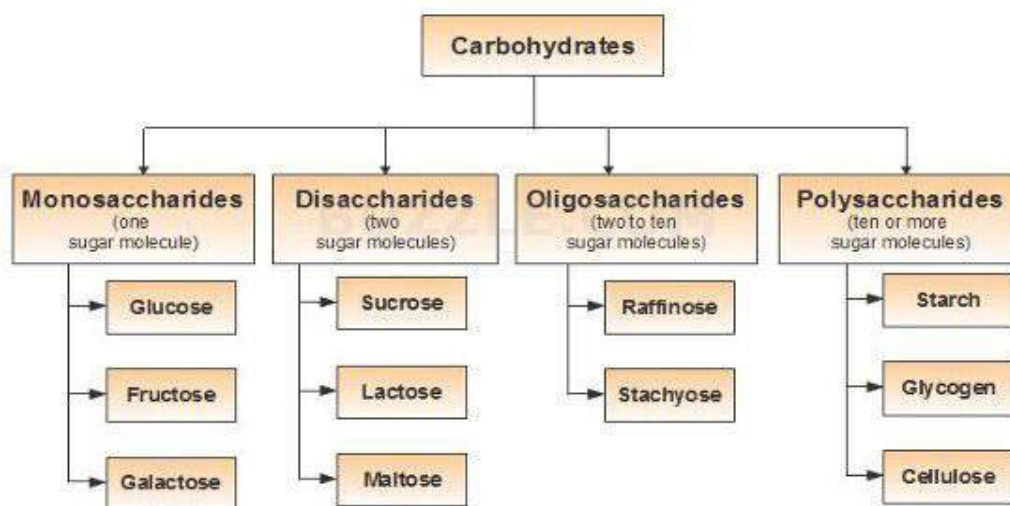 Carbohydrates
Monosaccharides
(one
sugar molecule)
Disaccharides
(two
sugar molecules)
Oligosaccharides
(two to ten
sugar molecules)
Polysaccharides
(ten or more
sugar molecules)
Glucose
Fructose
Galactose
Sucrose
Lactose
Maltose
Raffinose
Stachyose
Starch
Glycogen
Cellulose